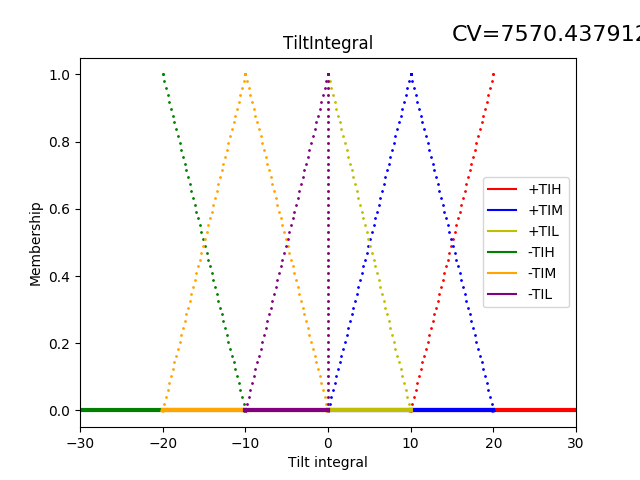 CV=7570.437912
TiltIntegral
1.0
0.8
0.6
0.4
0.2
0.0
Membership
+TIH
+TIM
+TIL
-TIH
-TIM
-TIL
−30 −20 −10 0 10 20 30
Tilt integral